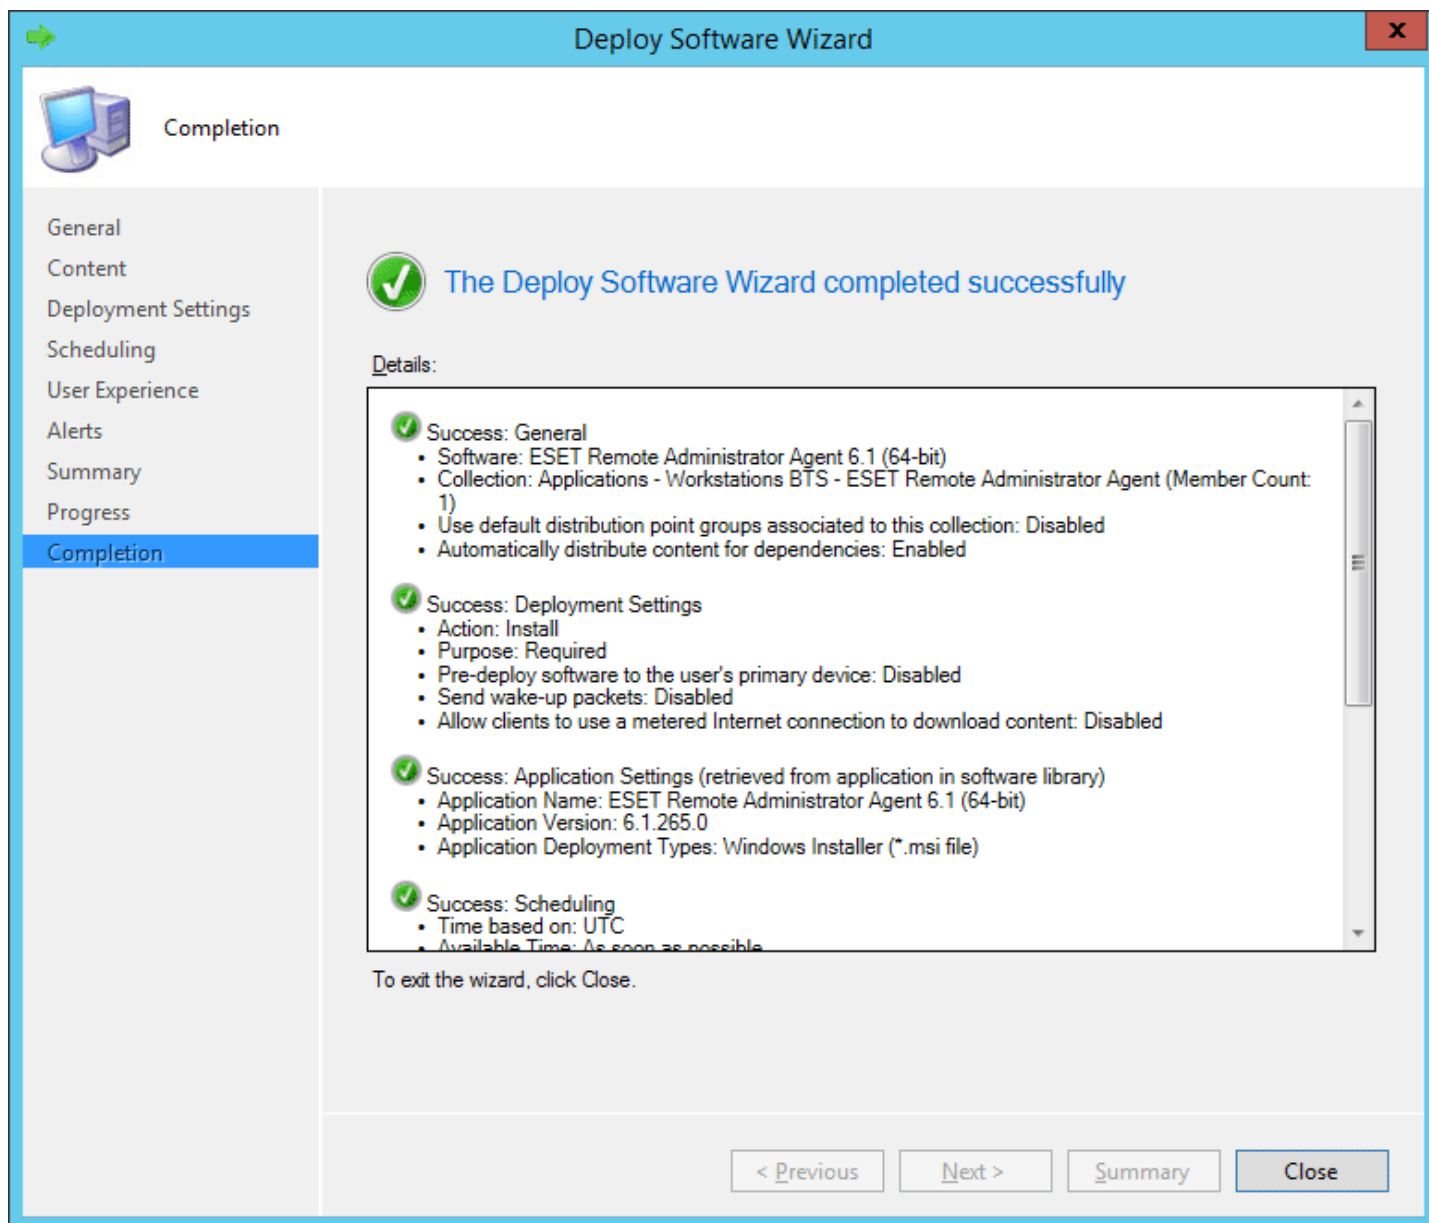 Deploy Software Wizard
x
Completion
General
Content
Deployment Settings
Scheduling
User Experience
Alerts
Summary
Progress
Completion
The Deploy Software Wizard completed successfully
Details:
Success: General
• Software: ESET Remote Administrator Agent 6.1 (64-bit)
• Collection: Applications - Workstations BTS - ESET Remote Administrator Agent (Member Count:
1)
• Use default distribution point groups associated to this collection: Disabled
• Automatically distribute content for dependencies: Enabled
Success: Deployment Settings
• Action: Install
• Purpose: Required
• Pre-deploy software to the user's primary device: Disabled
• Send wake-up packets: Disabled
• Allow clients to use a metered Internet connection to download content: Disabled
Success: Application Settings (retrieved from application in software library)
• Application Name: ESET Remote Administrator Agent 6.1 (64-bit)
• Application Version: 6.1.265.0
• Application Deployment Types: Windows Installer (*.msi file)
Success: Scheduling
• Time based on: UTC
• Available Time: As soon as possible
To exit the wizard, click Close.
< Previous
Next >
Summary
Close